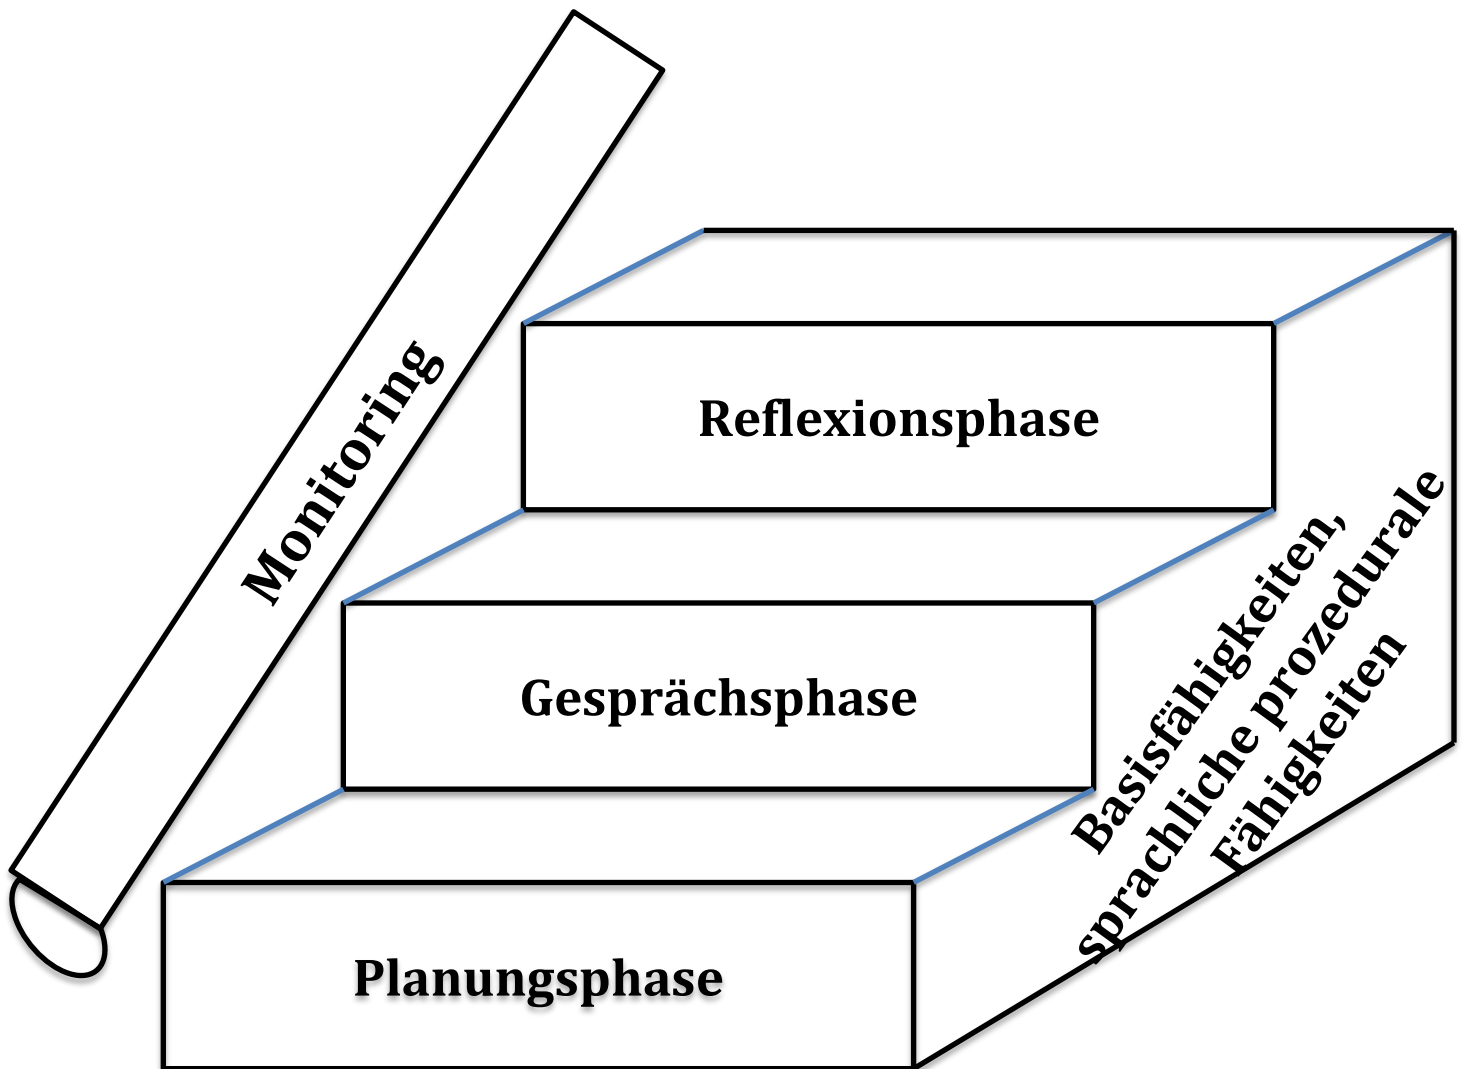 Monitoring
Reflexionsphase
Gesprächsphase
Planungsphase
Basisfähigkeiten,
sprachliche prozedurale
Fähigkeiten